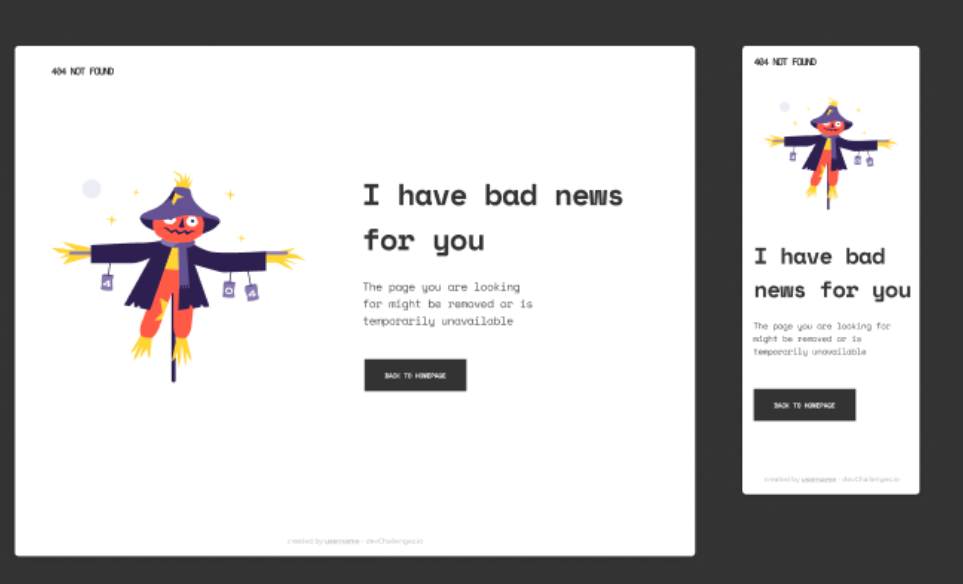 404 NOT FOUND
4
0
4
I have bad news
for you
The page you are looking
for might be removed or is
temporarily unavailable
BACK TO HOMEPAGE
created by username - devChallenges.io
404 NOT FOUND
4
0
4
I have bad
news for you
The page you are looking for
might be removed or is
temporarily unavailable
BACK TO HOMEPAGE
created by username - devChallenges.io